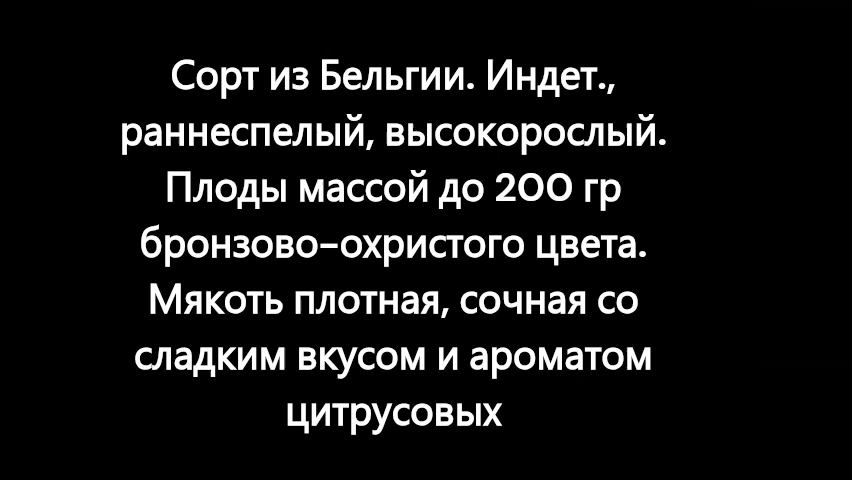 Сорт из Бельгии. Индет.,
раннеспелый, высокорослый.
Плоды массой до 200 гр
бронзово-охристого цвета.
Мякоть плотная, сочная со
сладким вкусом и ароматом
цитрусовых